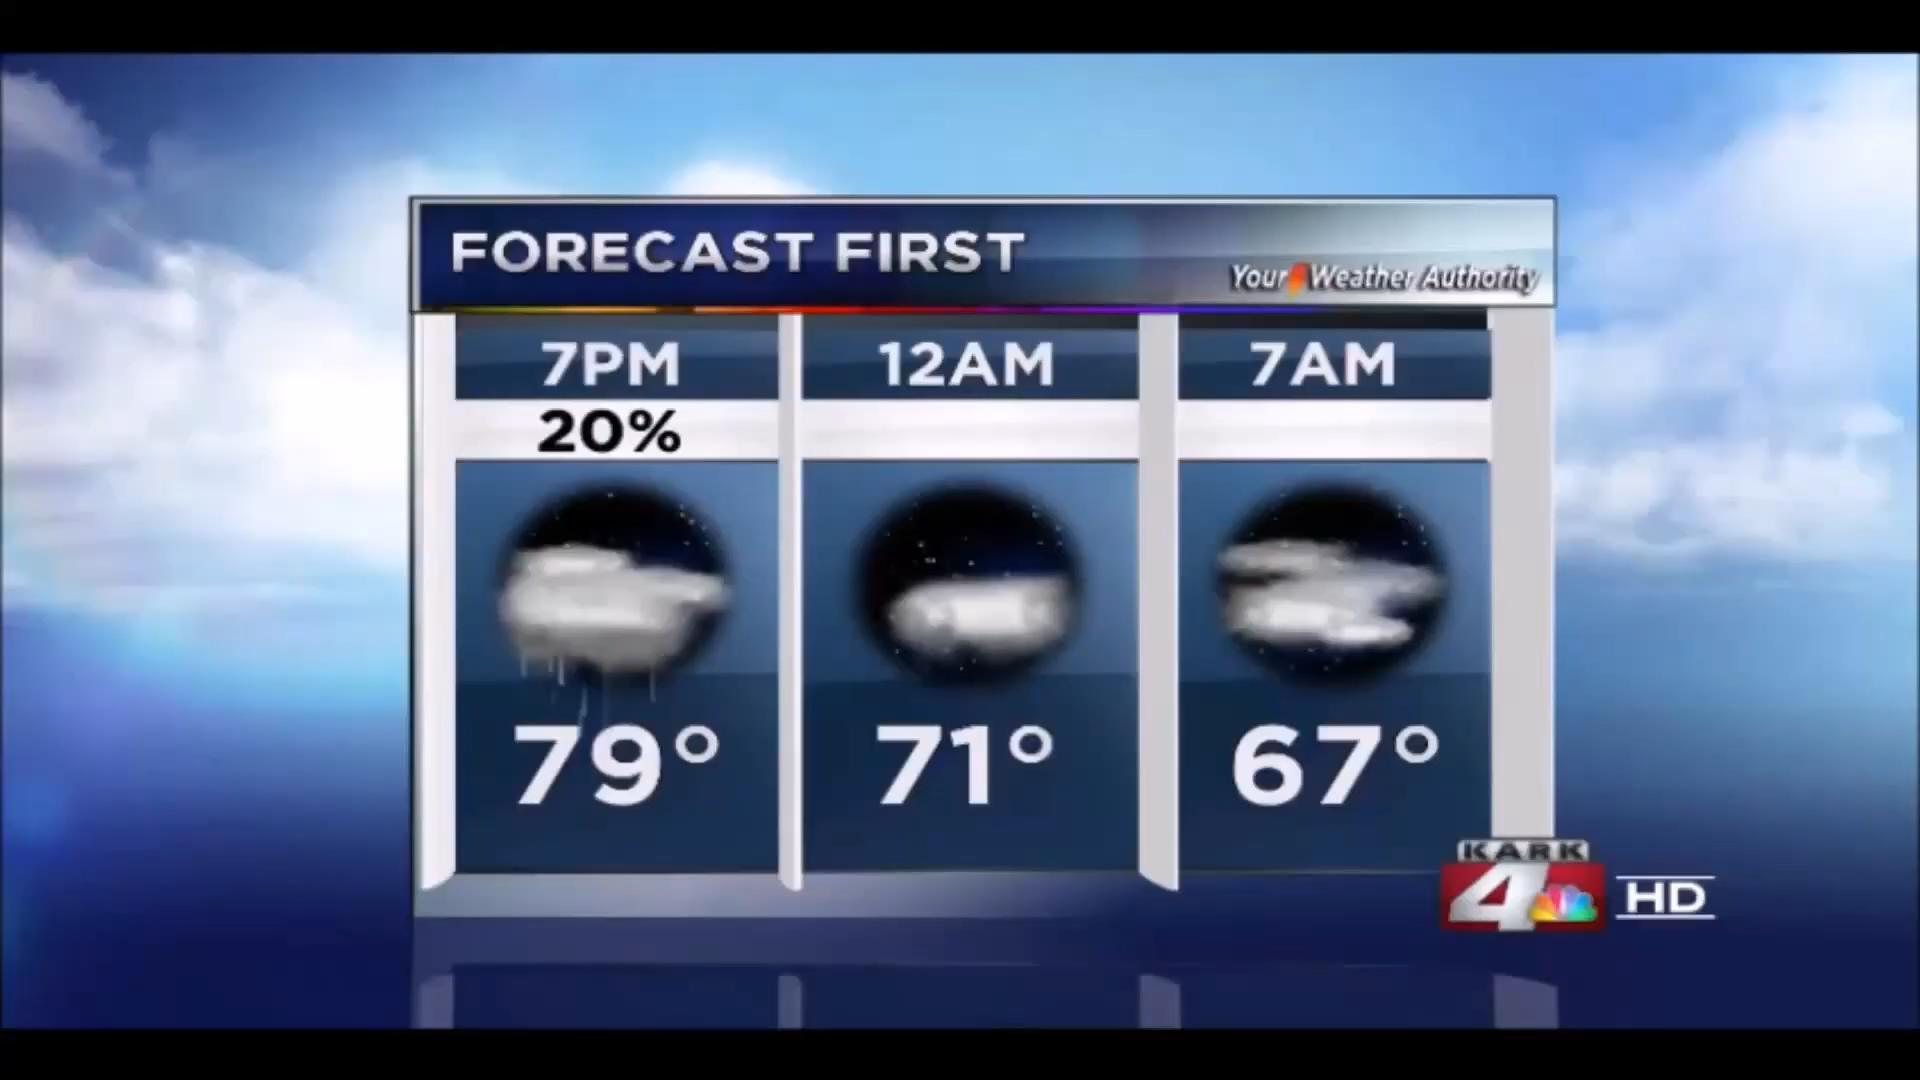 FORECAST FIRST
Your Weather Authority
7PM 12AM 7AM
20%
79° 71° 67°
KARK
4 HD